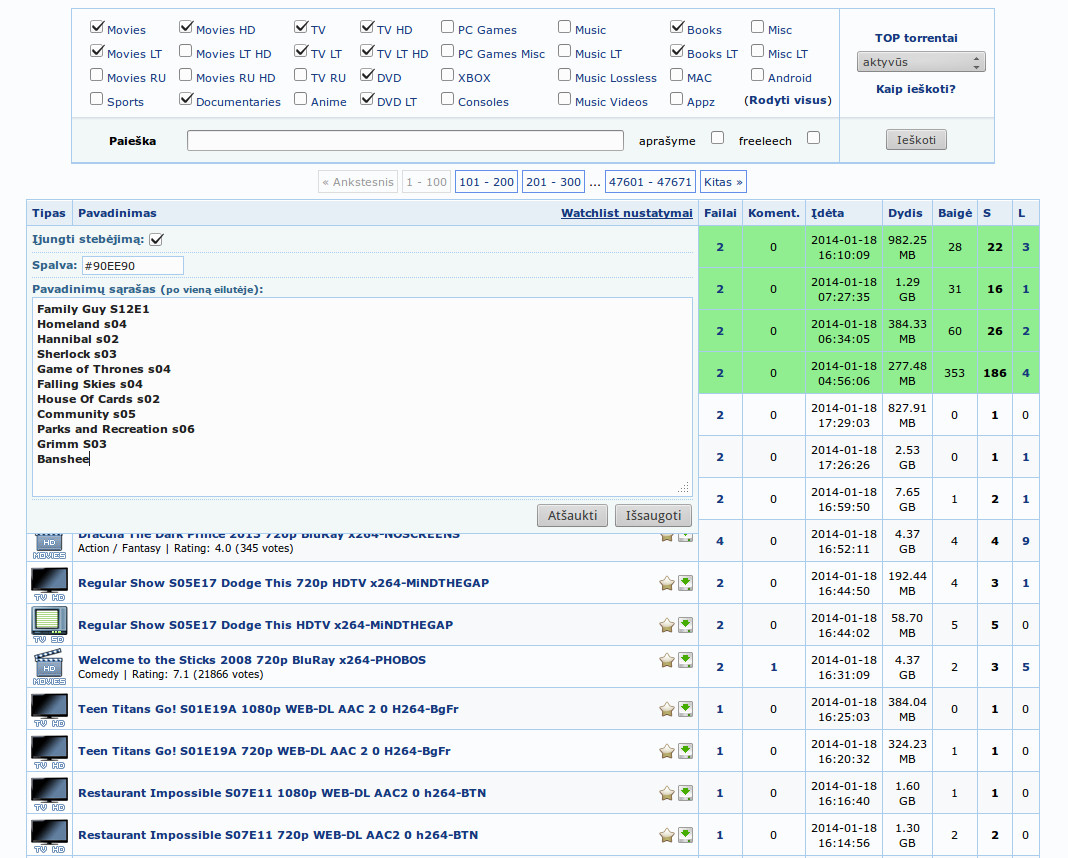 Movies Movies HD TV TV HD PC Games Music Books Misc
Movies LT Movies LT HD TV LT TV LT HD PC Games Misc Music LT Books LT Misc LT
Movies RU Movies RU HD TV RU DVD XBOX Music Lossless MAC Android
Sports Documentaries Anime DVD LT Consoles Music Videos Appz (Rodyti visus)
TOP torrentai
aktyvūs
Kaip ieškoti?
Paieška aprašyme freeleech Ieškoti
« Ankstesnis 1 - 100 101 - 200 201 - 300 ... 47601 - 47671 Kitas »
Tipas Pavadinimas Watchlist nustatymai Failai Koment. Įdėta Dydis Baigė S L
Įjungti stebėjimą:
Spalva: #90EE90
Pavadinimų sąrašas (po vieną eilutėje):
Family Guy S12E1
Homeland s04
Hannibal s02
Sherlock s03
Game of Thrones s04
Falling Skies s04
House Of Cards s02
Community s05
Parks and Recreation s06
Grimm S03
Banshee
Atšaukti Išsaugoti
2 0 2014-01-18 16:10:09 982.25 MB 28 22 3
2 0 2014-01-18 07:27:35 1.29 GB 31 16 1
2 0 2014-01-18 06:34:05 384.33 MB 60 26 2
2 0 2014-01-18 04:56:06 277.48 MB 353 186 4
2 0 2014-01-18 17:29:03 827.91 MB 0 1 0
2 0 2014-01-18 17:26:26 2.53 GB 0 1 1
2 0 2014-01-18 16:59:50 7.65 GB 1 2 1
HD MOVIES Dracula The Dark Prince 2013 720p BluRay x264-NOSCREENS 4 0 2014-01-18 16:52:11 4.37 GB 4 4 9
Action / Fantasy | Rating: 4.0 (345 votes)
TV HD Regular Show S05E17 Dodge This 720p HDTV x264-MiNDTHEGAP 2 0 2014-01-18 16:44:50 192.44 MB 4 3 1
TV SD Regular Show S05E17 Dodge This HDTV x264-MiNDTHEGAP 2 0 2014-01-18 16:44:02 58.70 MB 5 5 0
HD MOVIES Welcome to the Sticks 2008 720p BluRay x264-PHOBOS 2 1 2014-01-18 16:31:09 4.37 GB 2 3 5
Comedy | Rating: 7.1 (21866 votes)
TV HD Teen Titans Go! S01E19A 1080p WEB-DL AAC 2 0 H264-BgFr 1 0 2014-01-18 16:25:03 384.04 MB 0 1 0
TV HD Teen Titans Go! S01E19A 720p WEB-DL AAC 2 0 H264-BgFr 1 0 2014-01-18 16:20:32 324.23 MB 1 1 0
TV HD Restaurant Impossible S07E11 1080p WEB-DL AAC2 0 h264-BTN 1 0 2014-01-18 16:16:40 1.60 GB 1 1 0
TV HD Restaurant Impossible S07E11 720p WEB-DL AAC2 0 h264-BTN 1 0 2014-01-18 16:14:56 1.30 GB 2 2 0